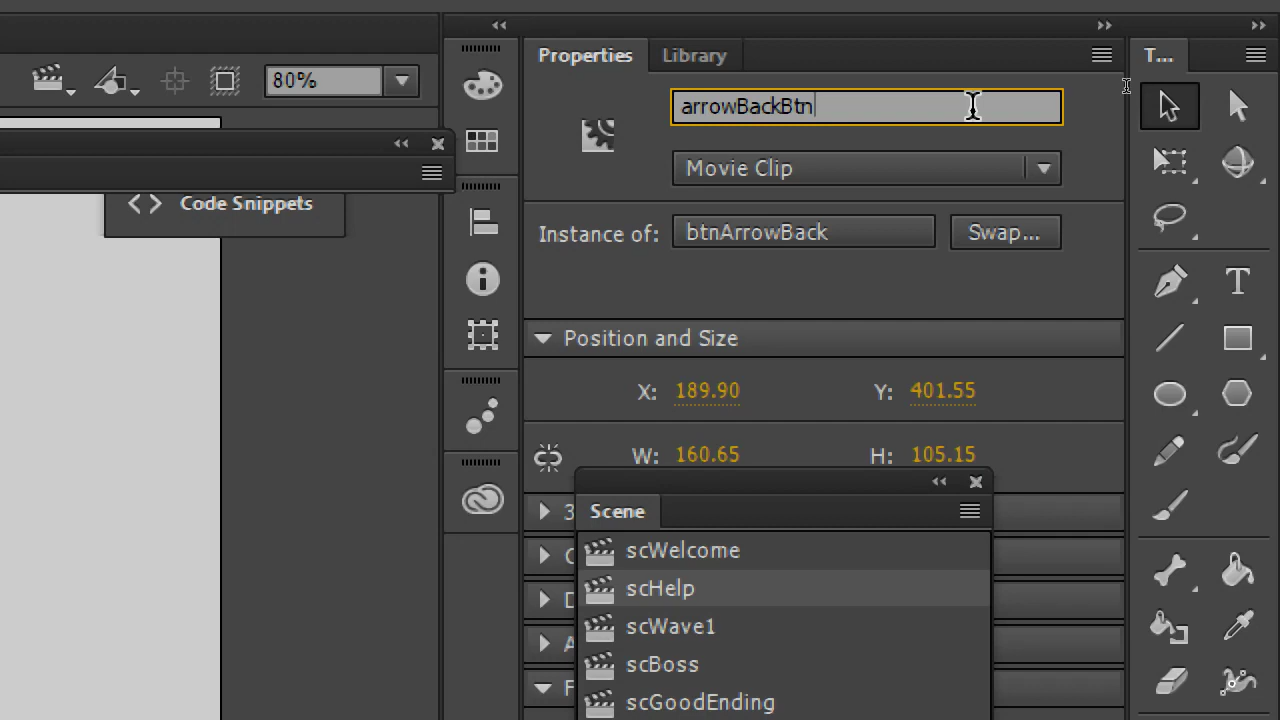 Properties
Library
T...
80%
arrowBackBtn
Movie Clip
Code Snippets
Instance of:
btnArrowBack
Swap...
Position and Size
X: 189.90
Y: 401.55
W: 160.65
H: 105.15
Scene
scWelcome
scHelp
scWave1
scBoss
scGoodEnding